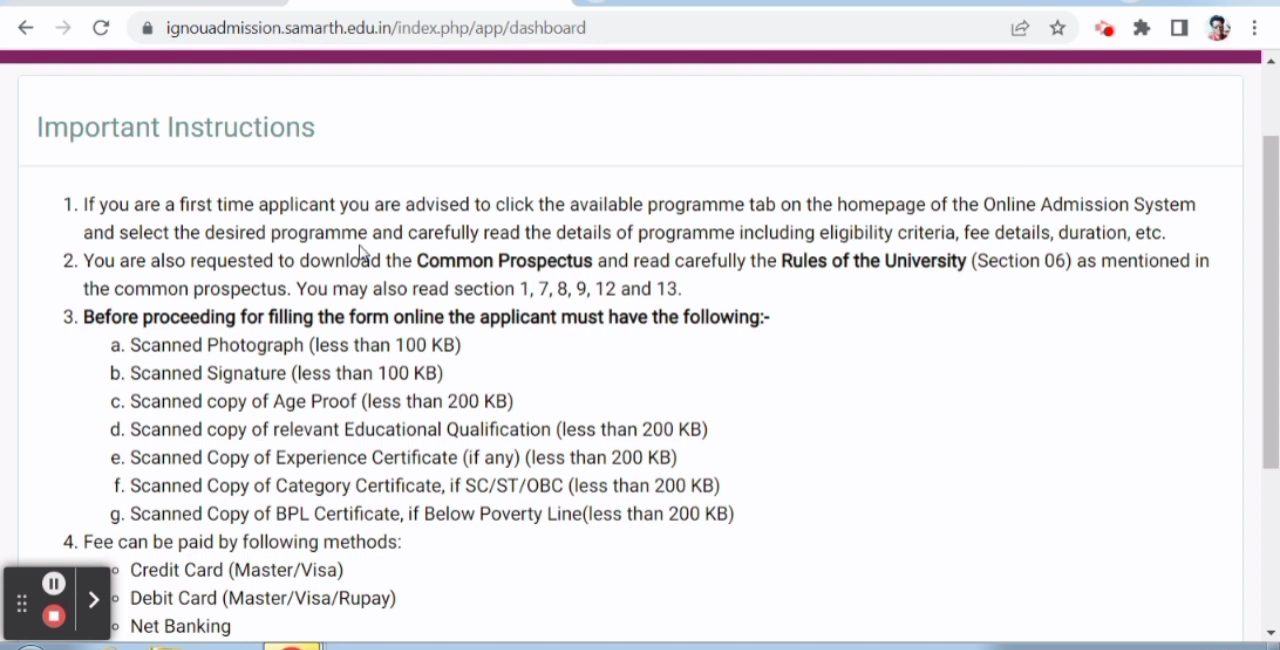 ignouadmission.samarth.edu.in/index.php/app/dashboard
Important Instructions
1. If you are a first time applicant you are advised to click the available programme tab on the homepage of the Online Admission System
and select the desired programme and carefully read the details of programme including eligibility criteria, fee details, duration, etc.
2. You are also requested to download the Common Prospectus and read carefully the Rules of the University (Section 06) as mentioned in
the common prospectus. You may also read section 1, 7, 8, 9, 12 and 13.
3. Before proceeding for filling the form online the applicant must have the following:-
a. Scanned Photograph (less than 100 KB)
b. Scanned Signature (less than 100 KB)
c. Scanned copy of Age Proof (less than 200 KB)
d. Scanned copy of relevant Educational Qualification (less than 200 KB)
e. Scanned Copy of Experience Certificate (if any) (less than 200 KB)
f. Scanned Copy of Category Certificate, if SC/ST/OBC (less than 200 KB)
g. Scanned Copy of BPL Certificate, if Below Poverty Line(less than 200 KB)
4. Fee can be paid by following methods:
Credit Card (Master/Visa)
Debit Card (Master/Visa/Rupay)
Net Banking